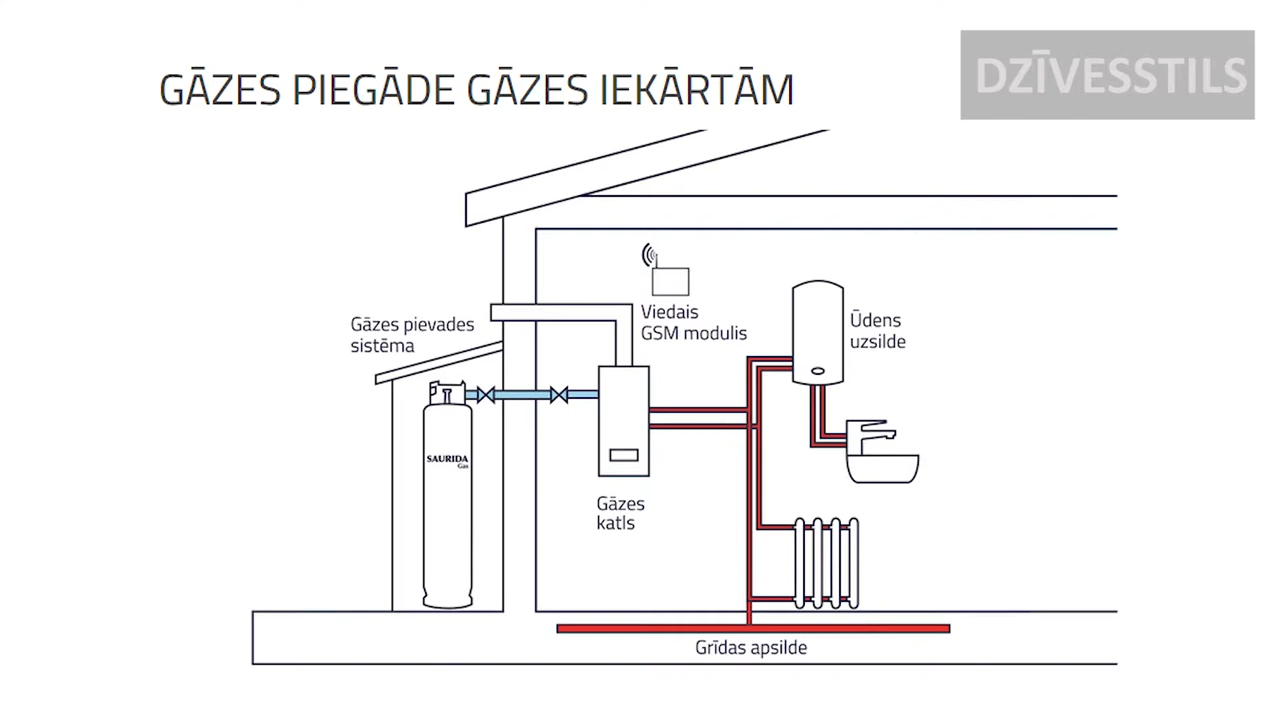 GĀZES PIEGĀDE GĀZES IEKĀRTĀM
DZĪVESSTILS
Viedais
GSM modulis
Gāzes pievades
sistēma
Ūdens
uzsilde
SAURIDA
Gas
Gāzes
katls
Grīdas apsilde